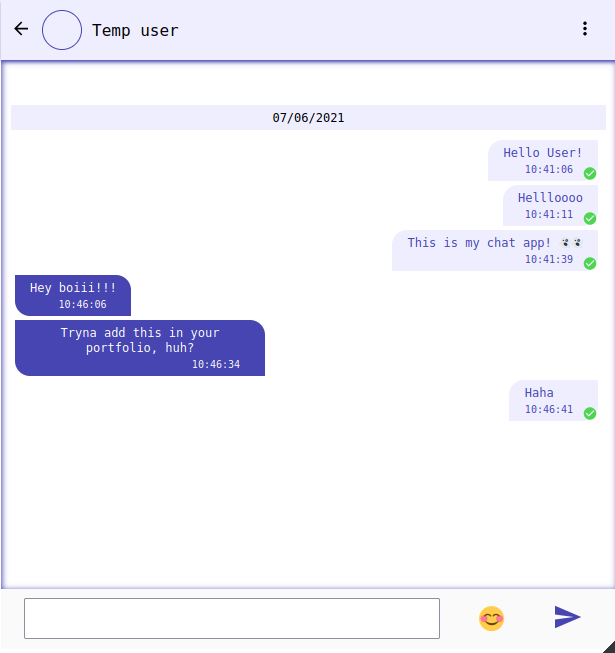 Temp user
07/06/2021
Hello User!
10:41:06
Hellloooo
10:41:11
This is my chat app! 👀
10:41:39
Hey boiii!!!
10:46:06
Tryna add this in your
portfolio, huh?
10:46:34
Haha
10:46:41